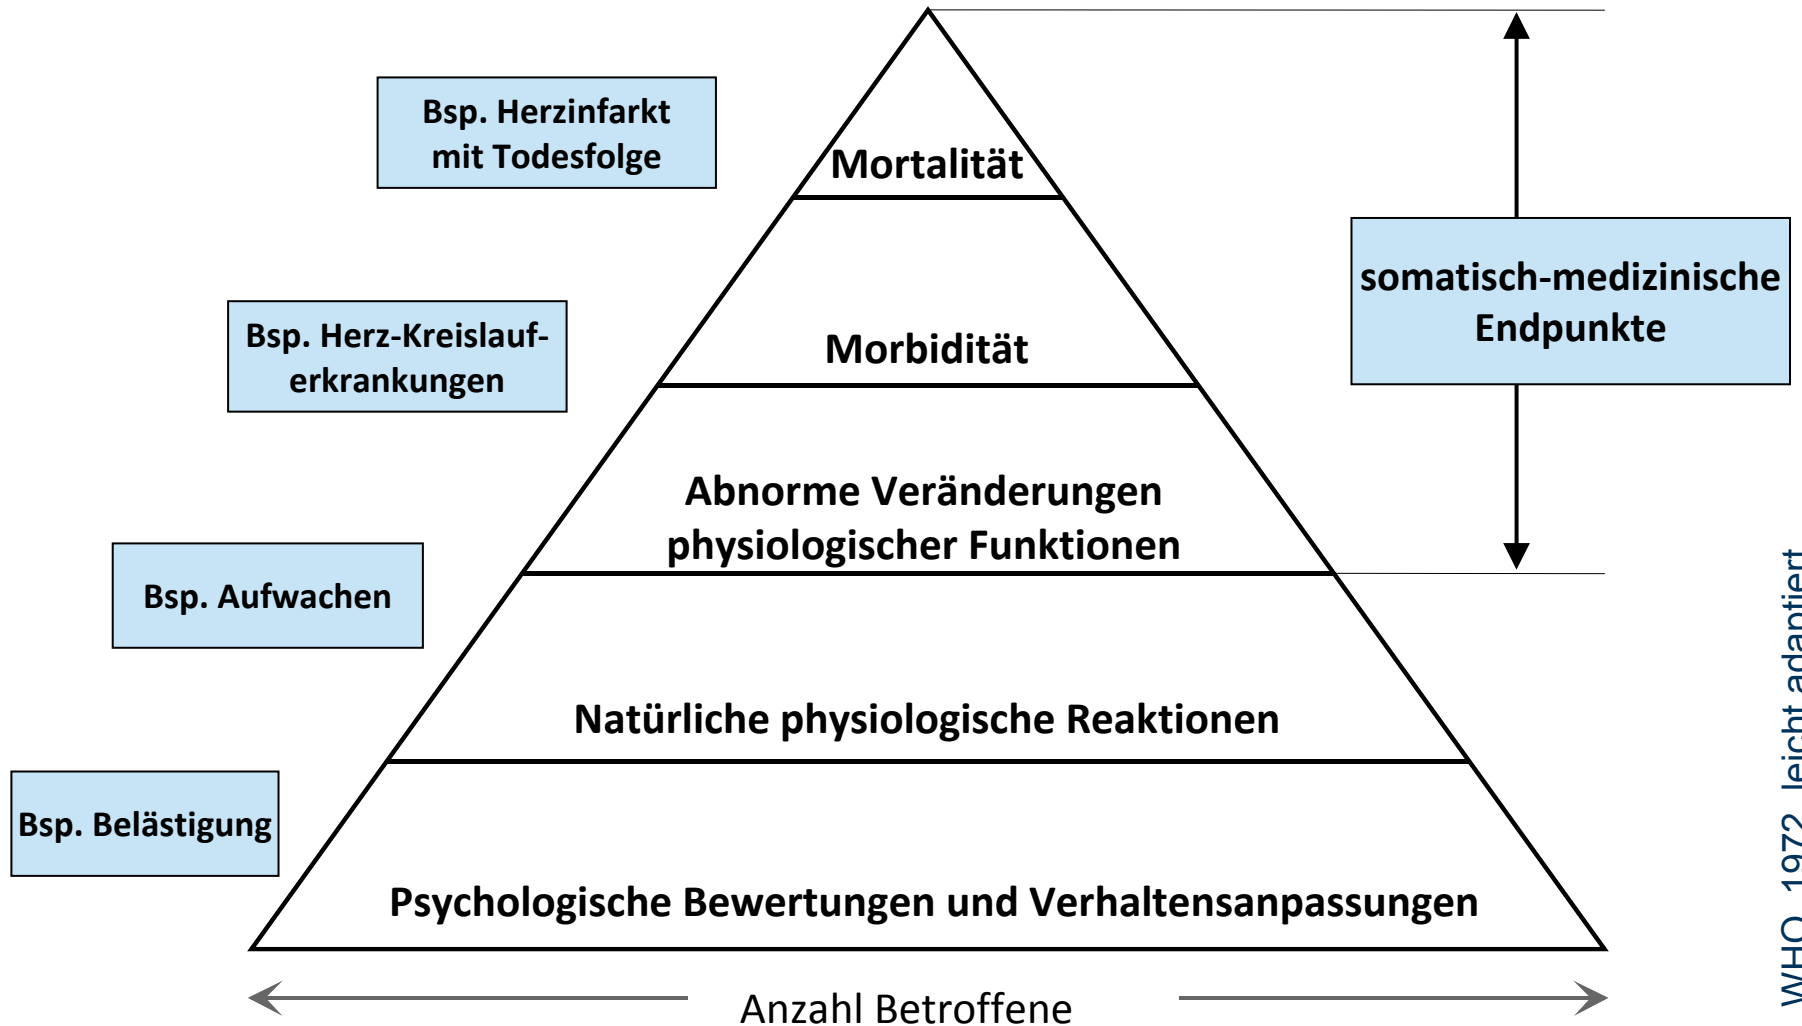 Bsp. Herzinfarkt
mit Todesfolge
Mortalität
somatisch-medizinische
Endpunkte
Bsp. Herz-Kreislauf-
erkrankungen
Morbidität
Abnorme Veränderungen
physiologischer Funktionen
Bsp. Aufwachen
Natürliche physiologische Reaktionen
Bsp. Belästigung
Psychologische Bewertungen und Verhaltensanpassungen
Anzahl Betroffene
WHO 1972 leicht adaptiert